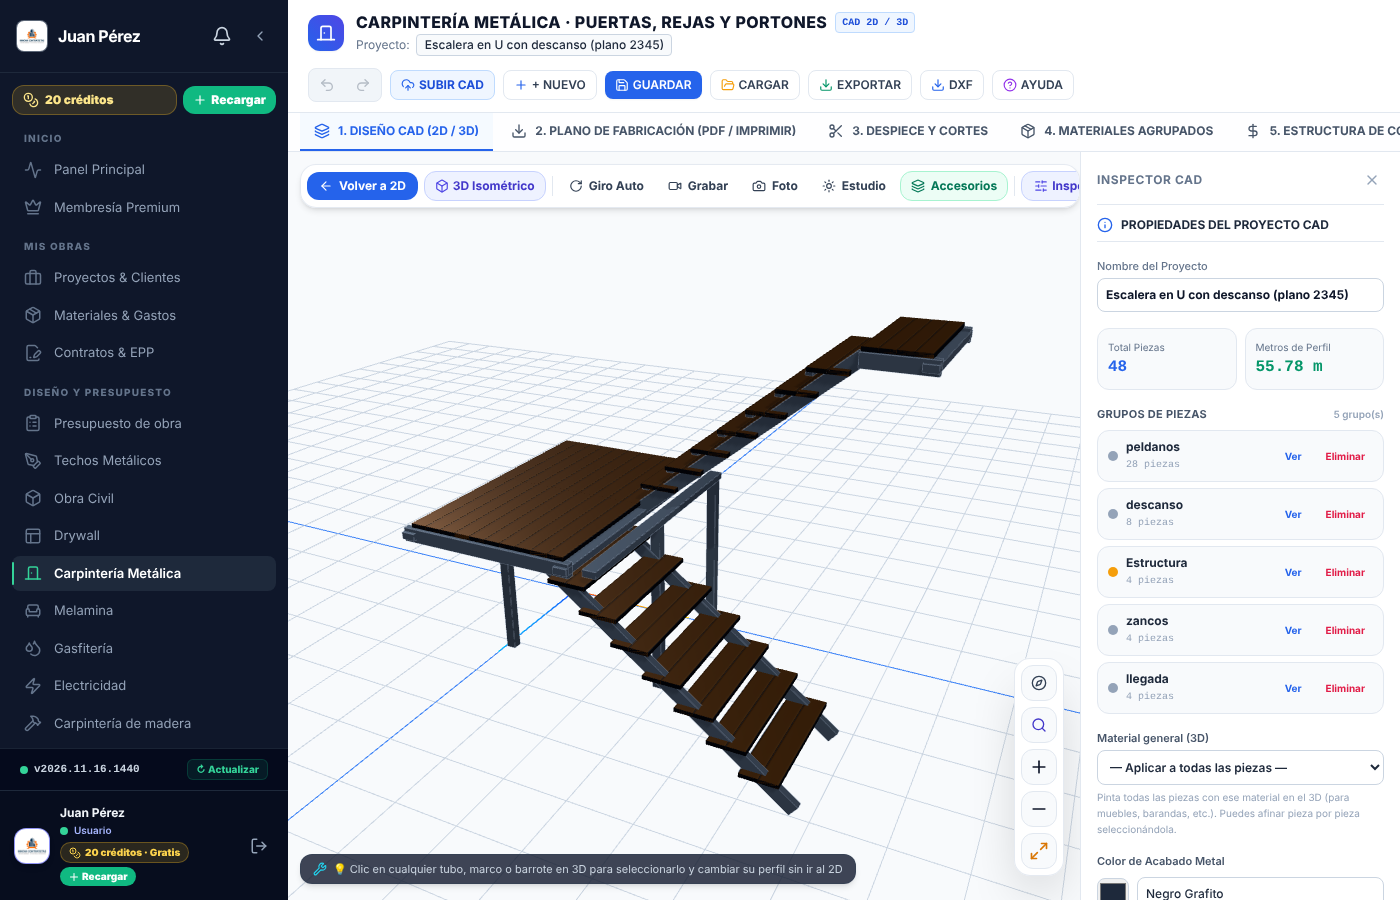 Juan Pérez
20 créditos
+ Recargar
INICIO
Panel Principal
Membresía Premium
MIS OBRAS
Proyectos & Clientes
Materiales & Gastos
Contratos & EPP
DISEÑO Y PRESUPUESTO
Presupuesto de obra
Techos Metálicos
Obra Civil
Drywall
Carpintería Metálica
Melamina
Gasfitería
Electricidad
Carpintería de madera
v2026.11.16.1440
↻ Actualizar
Juan Pérez
Usuario
20 créditos · Gratis
+ Recargar
CARPINTERÍA METÁLICA · PUERTAS, REJAS Y PORTONES
CAD 2D / 3D
Proyecto: Escalera en U con descanso (plano 2345)
SUBIR CAD
+ NUEVO
GUARDAR
CARGAR
EXPORTAR
DXF
AYUDA
1. DISEÑO CAD (2D / 3D)
2. PLANO DE FABRICACIÓN (PDF / IMPRIMIR)
3. DESPIECE Y CORTES
4. MATERIALES AGRUPADOS
5. ESTRUCTURA DE CO
Volver a 2D
3D Isométrico
Giro Auto
Grabar
Foto
Estudio
Accesorios
Inspe
💡 Clic en cualquier tubo, marco o barrote en 3D para seleccionarlo y cambiar su perfil sin ir al 2D
INSPECTOR CAD
PROPIEDADES DEL PROYECTO CAD
Nombre del Proyecto
Escalera en U con descanso (plano 2345)
Total Piezas
48
Metros de Perfil
55.78 m
GRUPOS DE PIEZAS
5 grupo(s)
peldanos
28 piezas
Ver
Eliminar
descanso
8 piezas
Ver
Eliminar
Estructura
4 piezas
Ver
Eliminar
zancos
4 piezas
Ver
Eliminar
llegada
4 piezas
Ver
Eliminar
Material general (3D)
— Aplicar a todas las piezas —
Pinta todas las piezas con ese material en el 3D (para
muebles, barandas, etc.). Puedes afinar pieza por pieza
seleccionándola.
Color de Acabado Metal
Negro Grafito